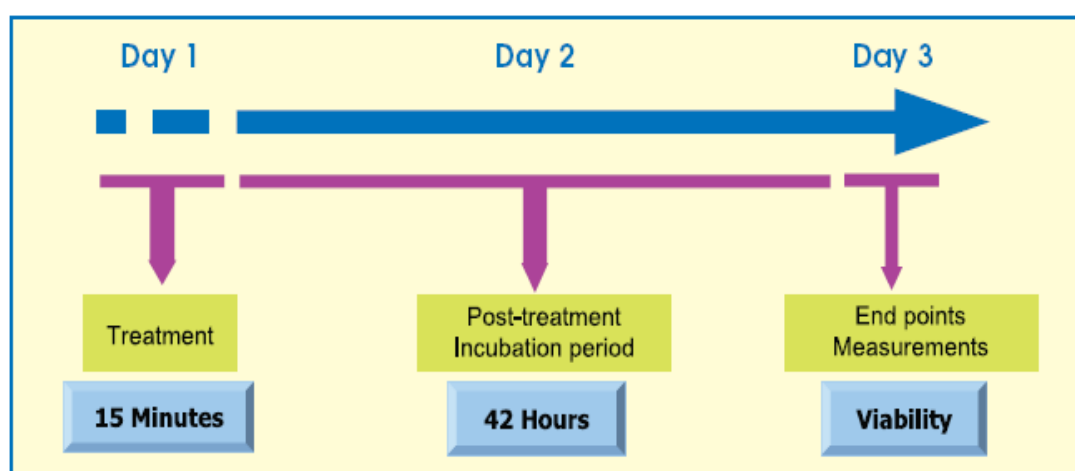 Day 1
Day 2
Day 3
Treatment
Post-treatment
Incubation period
End points
Measurements
15 Minutes
42 Hours
Viability